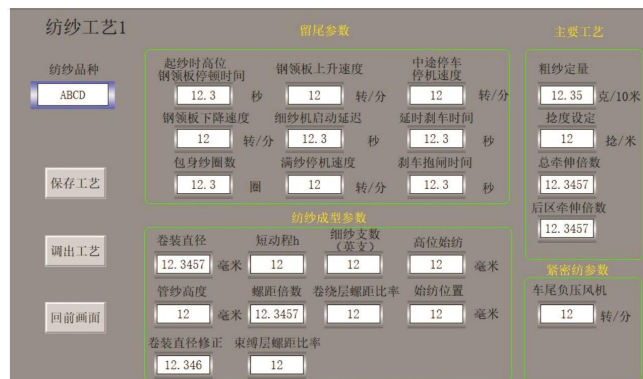 纺纱工艺1
留尾参数
主要工艺
纺纱品种
ABCD
保存工艺
调出工艺
回前画面
起纱时高位
钢领板停顿时间
12.3 秒
钢领板上升速度
12 转/分
中途停车
停机速度
12 转/分
钢领板下降速度
12 转/分
细纱机启动延迟
12.3 秒
延时刹车时间
12.3 秒
包身纱圈数
12.3 圈
满纱停机速度
12 转/分
刹车抱闸时间
12.3 秒
粗纱定量
12.35 克/10米
捻度设定
12 捻/米
总牵伸倍数
12.3457
后区牵伸倍数
12.3457
纺纱成型参数
卷装直径
12.3457 毫米
短动程h
12
细纱支数
（英支）
12
高位始纺
12 毫米
管纱高度
12 毫米
螺距倍数
12.3457
卷绕层螺距比率
12
始纺位置
12 毫米
卷装直径修正
12.346
束缚层螺距比率
12
紧密纺参数
车尾负压风机
12 转/分